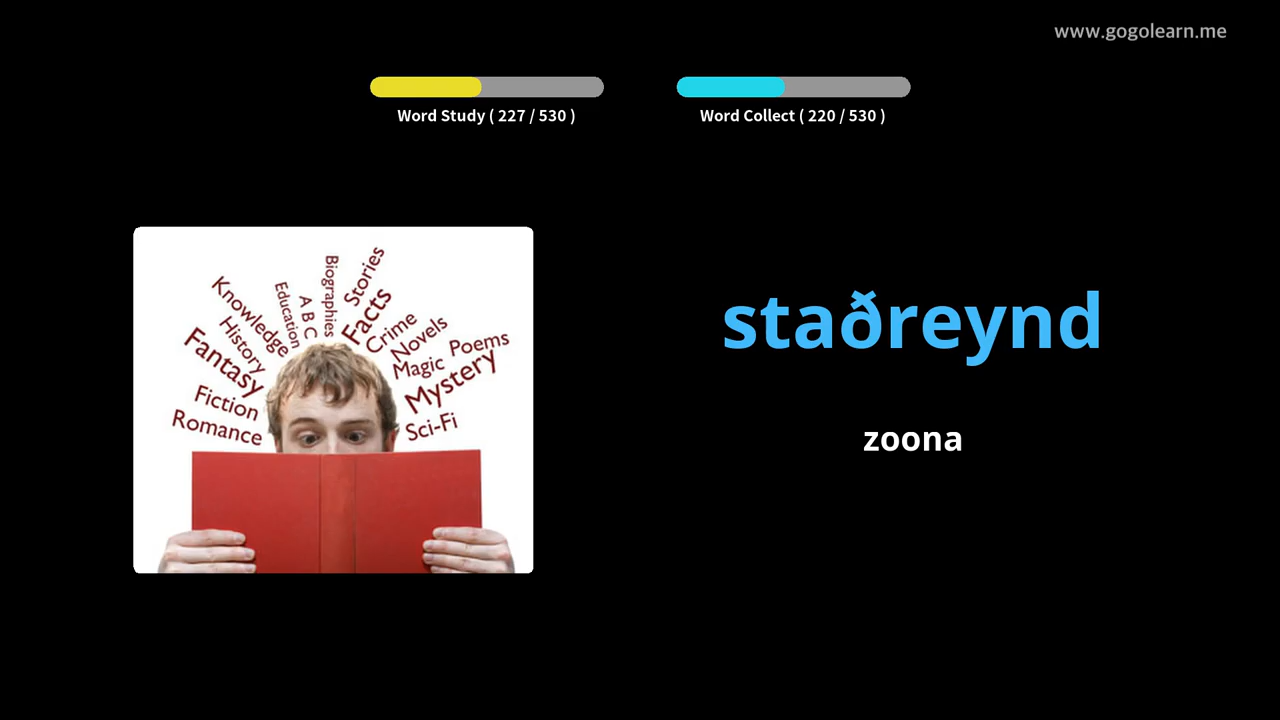 www.gogolearn.me
Word Study ( 227 / 530 )
Word Collect ( 220 / 530 )
Knowledge
Education
A B C
Biographies
Stories
Facts
History
Crime
Novels
Fantasy
Magic
Poems
Fiction
Mystery
Romance
Sci-Fi
staðreynd
zoona